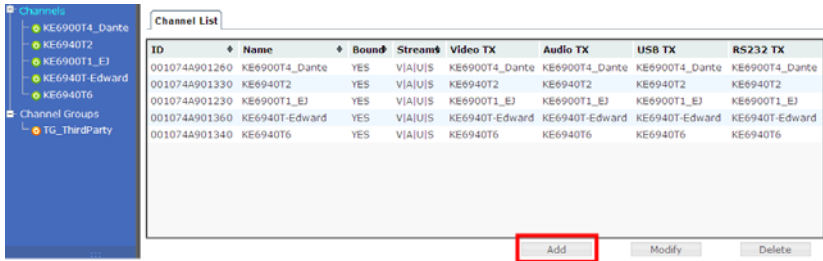 Channels
KE6900T4_Dante
KE6940T2
KE6900T1_EJ
KE6940T-Edward
KE6940T6
Channel Groups
TG_ThirdParty
Channel List
ID Name Bound Streams Video TX Audio TX USB TX RS232 TX
001074A901260 KE6900T4_Dante YES V|A|U|S KE6900T4_Dante KE6900T4_Dante KE6900T4_Dante KE6900T4_Dante
001074A901330 KE6940T2 YES V|A|U|S KE6940T2 KE6940T2 KE6940T2 KE6940T2
001074A901230 KE6900T1_EJ YES V|A|U|S KE6900T1_EJ KE6900T1_EJ KE6900T1_EJ KE6900T1_EJ
001074A901360 KE6940T-Edward YES V|A|U|S KE6940T-Edward KE6940T-Edward KE6940T-Edward KE6940T-Edward
001074A901340 KE6940T6 YES V|A|U|S KE6940T6 KE6940T6 KE6940T6 KE6940T6
Add Modify Delete